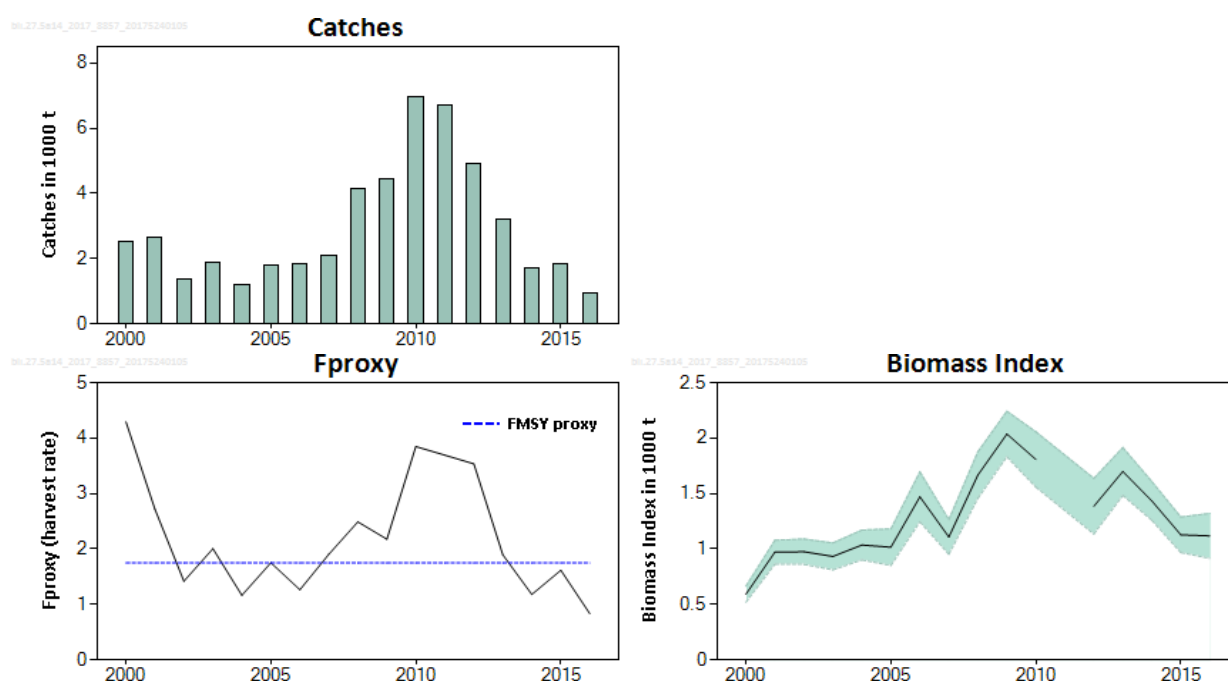 Catches
Catches in 1000 t
8
6
4
2
0
2000 2005 2010 2015
Fproxy
Fproxy (harvest rate)
5
4
3
2
1
0
FMSY proxy
2000 2005 2010 2015
Biomass Index
Biomass Index in 1000 t
2.5
2
1.5
1
0.5
0
2000 2005 2010 2015